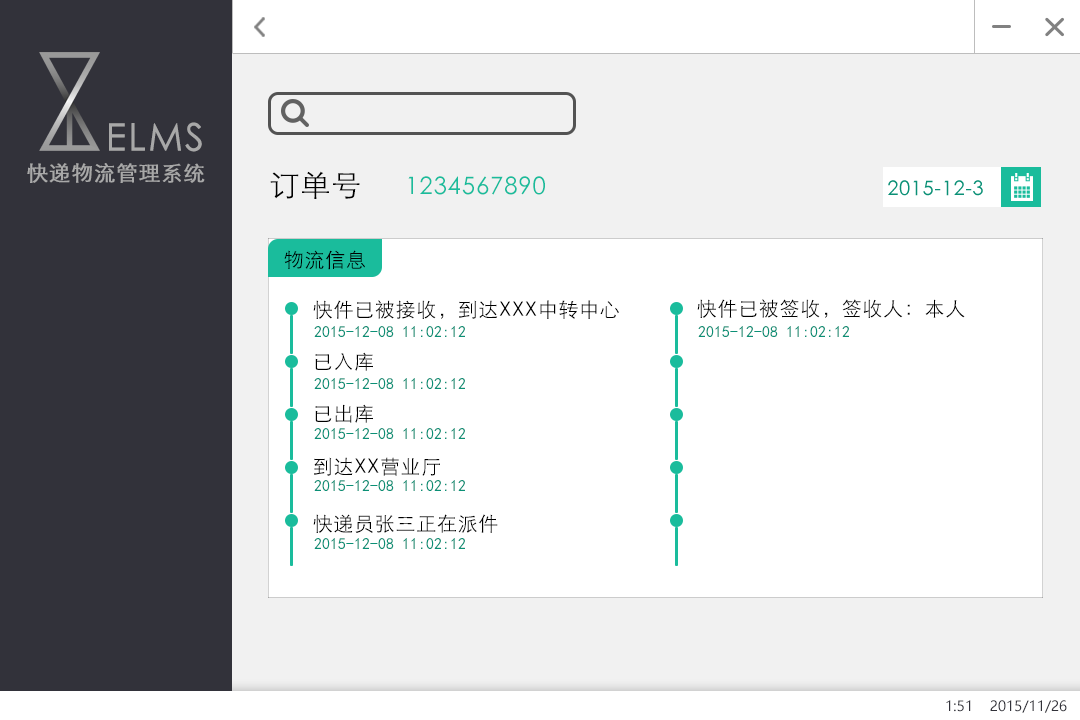 ELMS
快递物流管理系统
订单号 1234567890
2015-12-3
物流信息
快件已被接收，到达XXX中转中心
2015-12-08 11:02:12
已入库
2015-12-08 11:02:12
已出库
2015-12-08 11:02:12
到达XX营业厅
2015-12-08 11:02:12
快递员张三正在派件
2015-12-08 11:02:12
快件已被签收，签收人：本人
2015-12-08 11:02:12
1:51 2015/11/26